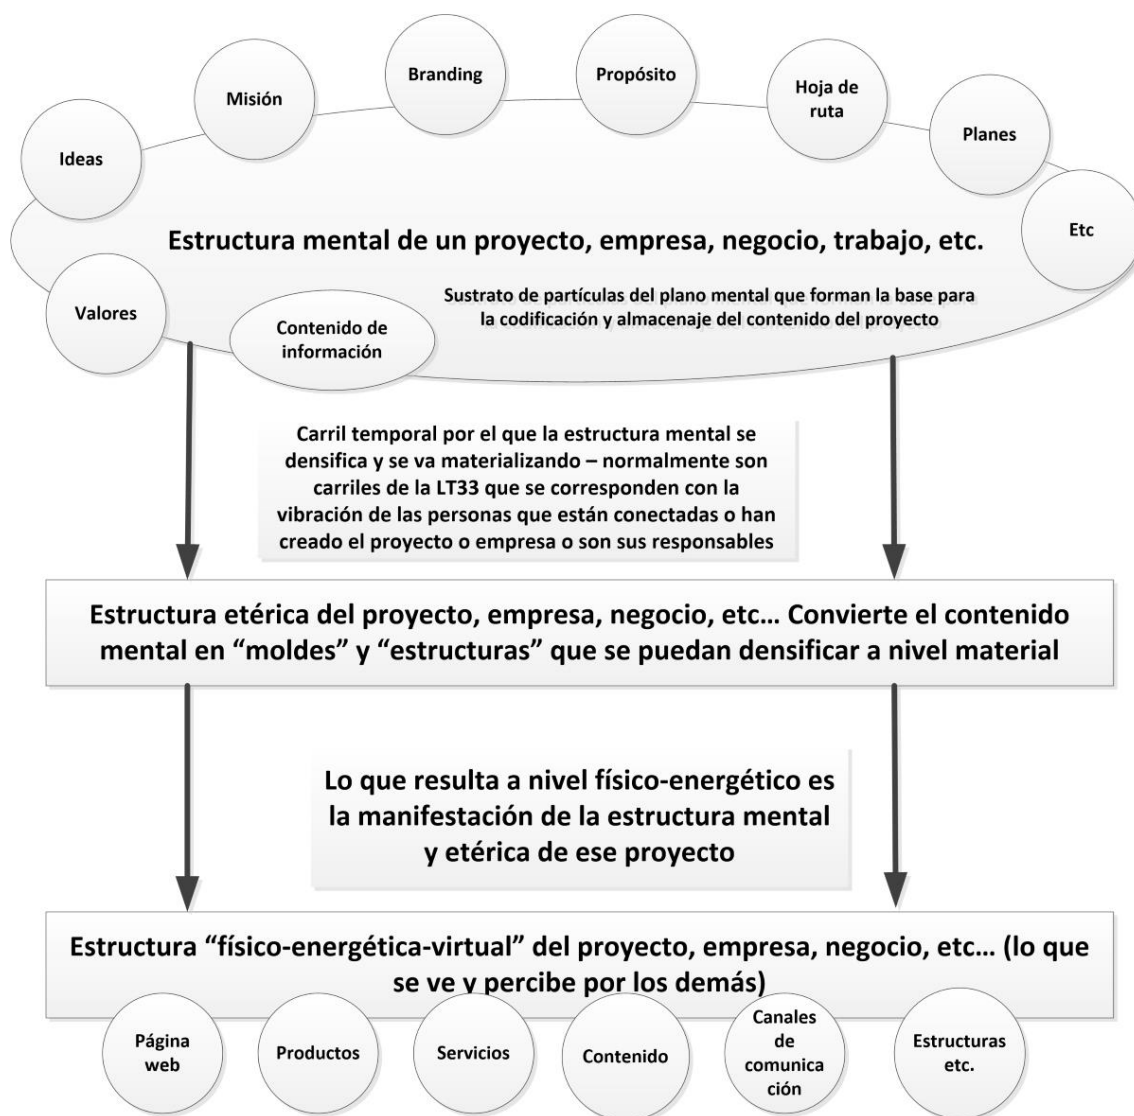 Branding
Propósito
Misión
Hoja de
ruta
Planes
Ideas
Etc
Estructura mental de un proyecto, empresa, negocio, trabajo, etc.
Valores
Contenido de
información
Sustrato de partículas del plano mental que forman la base para
la codificación y almacenaje del contenido del proyecto
Carril temporal por el que la estructura mental se
densifica y se va materializando – normalmente son
carriles de la LT33 que se corresponden con la
vibración de las personas que están conectadas o han
creado el proyecto o empresa o son sus responsables
Estructura etérica del proyecto, empresa, negocio, etc... Convierte el contenido
mental en “moldes” y “estructuras” que se puedan densificar a nivel material
Lo que resulta a nivel físico-energético es
la manifestación de la estructura mental
y etérica de ese proyecto
Estructura “físico-energética-virtual” del proyecto, empresa, negocio, etc... (lo que
se ve y percibe por los demás)
Página
web
Productos
Servicios
Contenido
Canales
de
comunica
ción
Estructuras
etc.